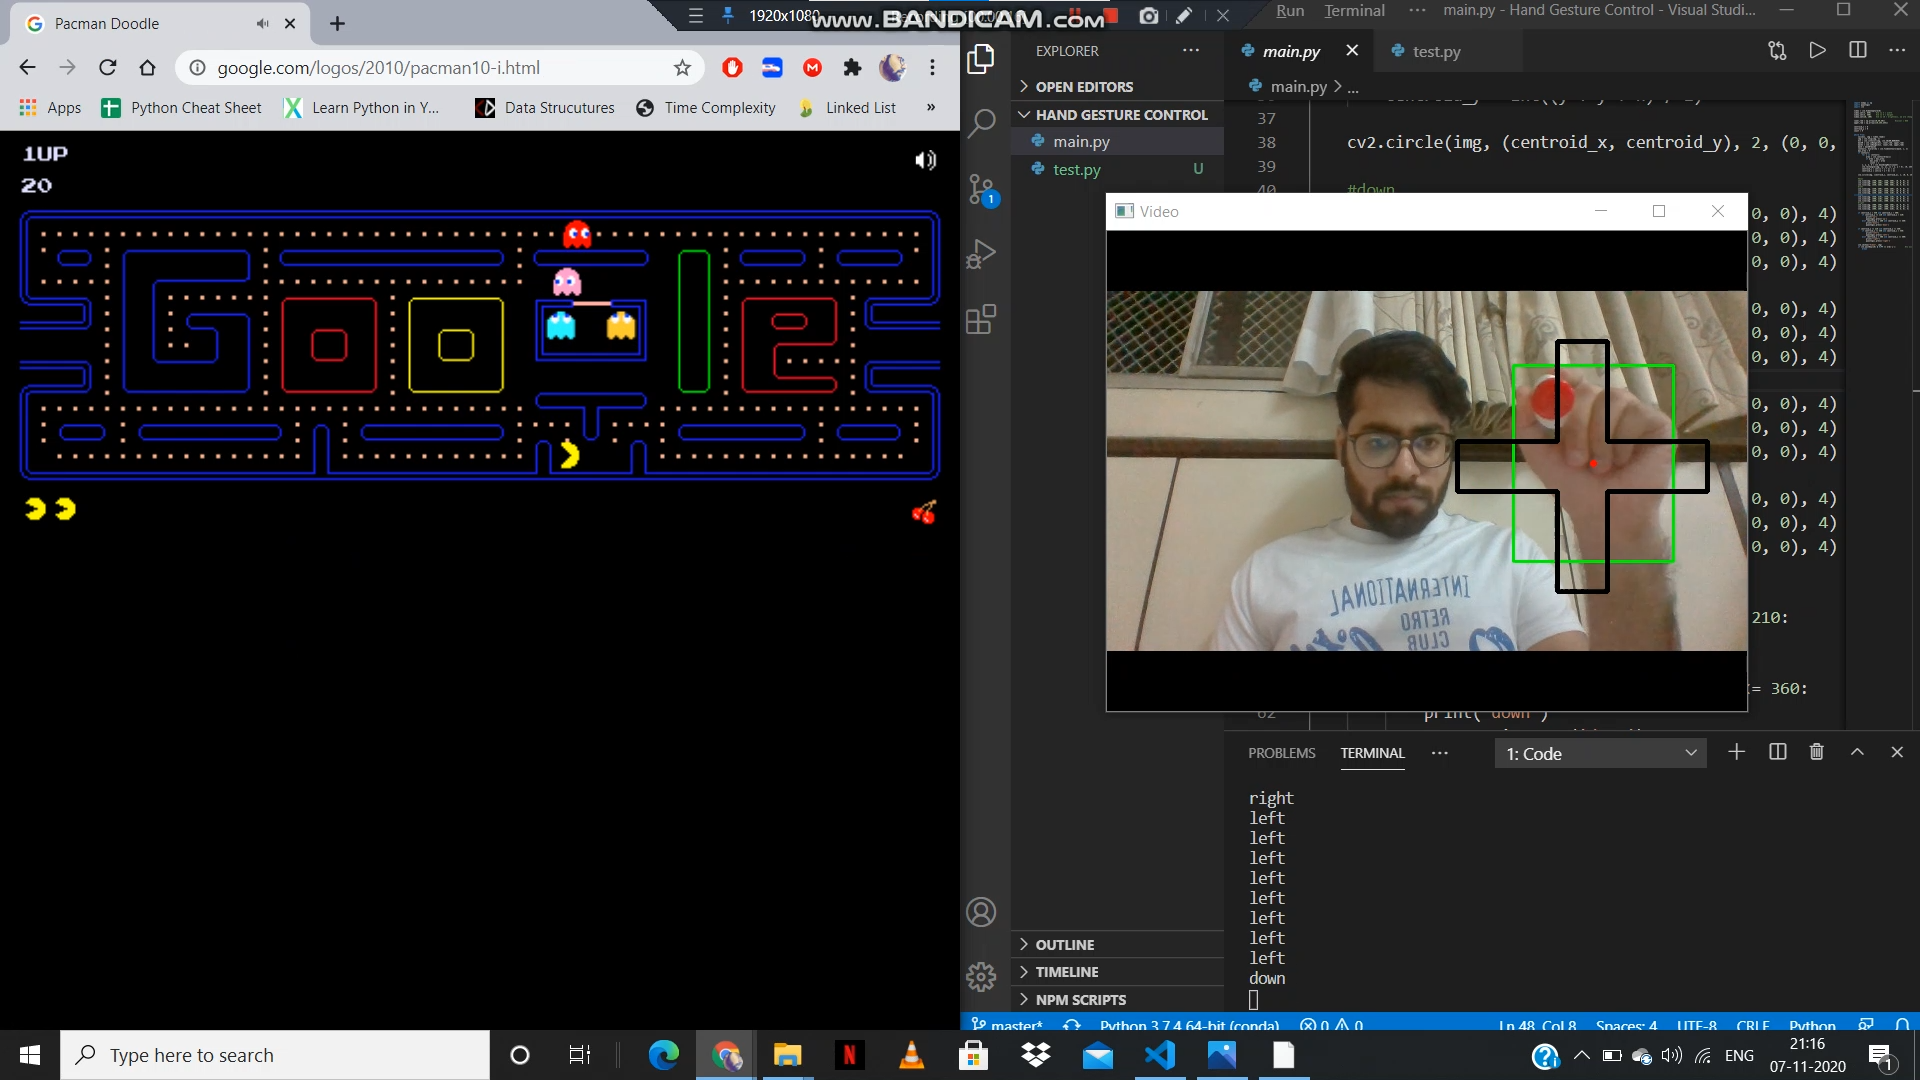 Pacman Doodle
1920x1080
www.BANDICAM.com
google.com/logos/2010/pacman10-i.html
Apps
Python Cheat Sheet
Learn Python in Y...
Data Strucutures
Time Complexity
Linked List
»
1UP
20
Run
Terminal
···
main.py - Hand Gesture Control - Visual Studi...
EXPLORER
OPEN EDITORS
HAND GESTURE CONTROL
main.py
test.py U
1
main.py
test.py
main.py > ...
37
38 cv2.circle(img, (centroid_x, centroid_y), 2, (0, 0,
39
40 #down
0, 0), 4)
0, 0), 4)
0, 0), 4)
0, 0), 4)
0, 0), 4)
0, 0), 4)
0, 0), 4)
0, 0), 4)
0, 0), 4)
0, 0), 4)
0, 0), 4)
0, 0), 4)
210:
= 360:
62 print("down")
Video
INTERNATIONAL
RETRO
CLUB
PROBLEMS
TERMINAL
···
1: Code
right
left
left
left
left
left
left
left
left
down
OUTLINE
TIMELINE
NPM SCRIPTS
master*
Python 3.7.4 64-bit (conda)
0
0
Ln 48, Col 8
Spaces: 4
UTF-8
CRLF
Python
Type here to search
ENG
21:16
07-11-2020
1